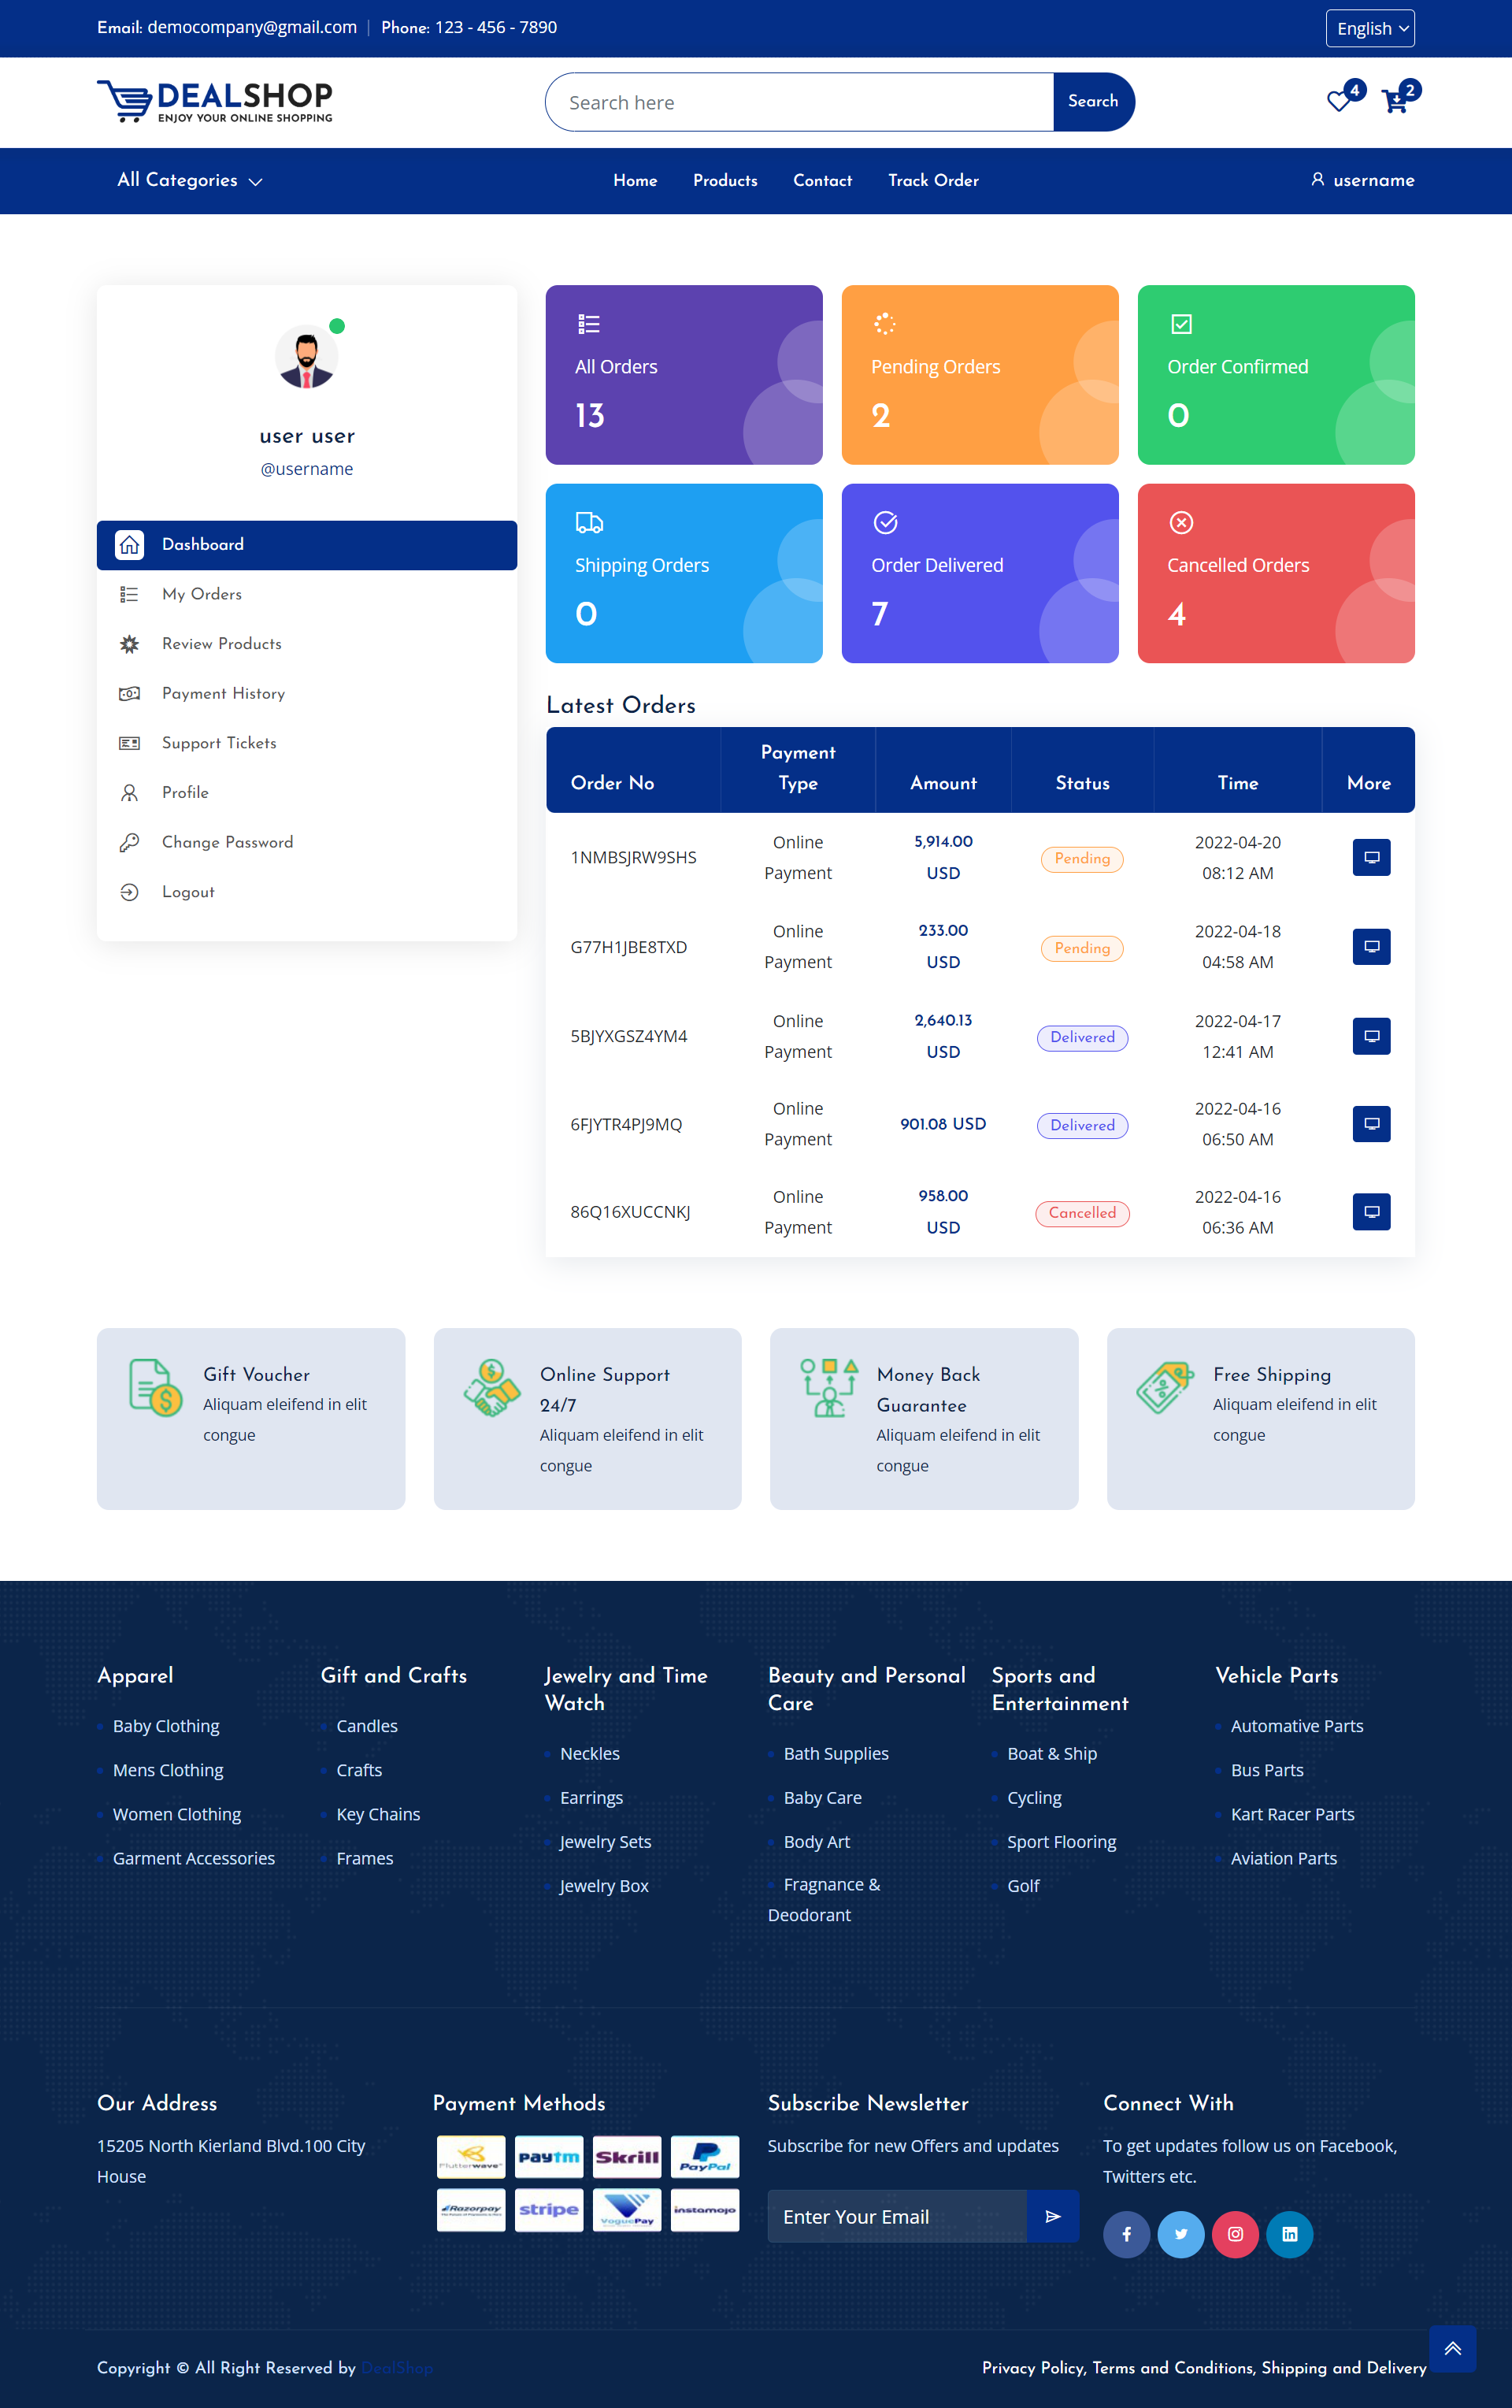 Email: democompany@gmail.com | Phone: 123 - 456 - 7890
English
DEALSHOP
ENJOY YOUR ONLINE SHOPPING
Search here
Search
4
2
All Categories
Home
Products
Contact
Track Order
username
user user
@username
Dashboard
My Orders
Review Products
Payment History
Support Tickets
Profile
Change Password
Logout
All Orders
13
Pending Orders
2
Order Confirmed
0
Shipping Orders
0
Order Delivered
7
Cancelled Orders
4
Latest Orders
Order No
Payment
Type
Amount
Status
Time
More
1NMBSJRW9SHS
Online
Payment
5,914.00
USD
Pending
2022-04-20
08:12 AM
G77H1JBE8TXD
Online
Payment
233.00
USD
Pending
2022-04-18
04:58 AM
5BJYXGSZ4YM4
Online
Payment
2,640.13
USD
Delivered
2022-04-17
12:41 AM
6FJYTR4PJ9MQ
Online
Payment
901.08 USD
Delivered
2022-04-16
06:50 AM
86Q16XUCCNKJ
Online
Payment
958.00
USD
Cancelled
2022-04-16
06:36 AM
Gift Voucher
Aliquam eleifend in elit
congue
Online Support
24/7
Aliquam eleifend in elit
congue
Money Back
Guarantee
Aliquam eleifend in elit
congue
Free Shipping
Aliquam eleifend in elit
congue
Apparel
Baby Clothing
Mens Clothing
Women Clothing
Garment Accessories
Gift and Crafts
Candles
Crafts
Key Chains
Frames
Jewelry and Time
Watch
Neckles
Earrings
Jewelry Sets
Jewelry Box
Beauty and Personal
Care
Bath Supplies
Baby Care
Body Art
Fragnance &
Deodorant
Sports and
Entertainment
Boat & Ship
Cycling
Sport Flooring
Golf
Vehicle Parts
Automative Parts
Bus Parts
Kart Racer Parts
Aviation Parts
Our Address
15205 North Kierland Blvd.100 City
House
Payment Methods
Flutterwave
paytm
Skrill
PayPal
Razorpay
stripe
VoguePay
instamojo
Subscribe Newsletter
Subscribe for new Offers and updates
Enter Your Email
Connect With
To get updates follow us on Facebook,
Twitters etc.
Copyright © All Right Reserved by DealShop
Privacy Policy, Terms and Conditions, Shipping and Delivery